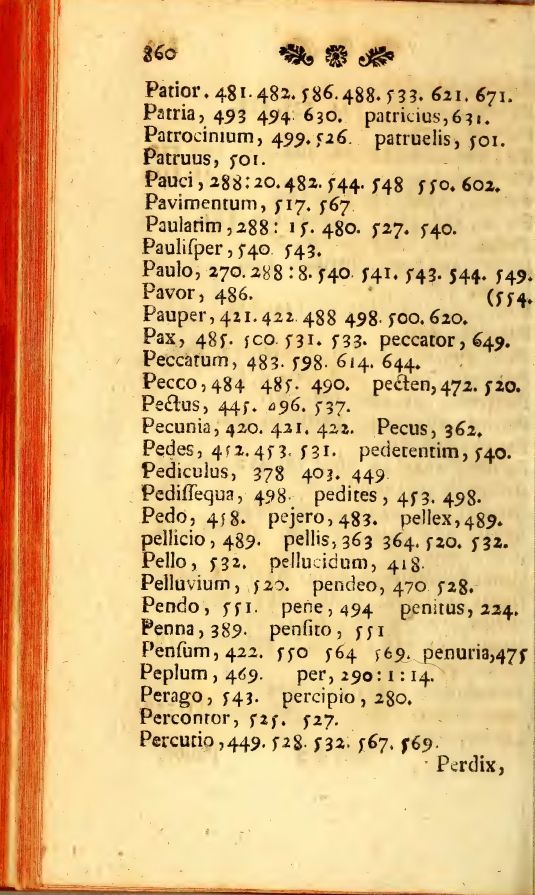 860
Patior. 481. 482. 586. 488. 533. 621. 671.
Patria, 493 494 630. patricius, 631.
Patrocinium, 499. 526. patruelis, 501.
Patruus, 501.
Pauci, 288:20. 482. 544. 548 550. 602.
Pavimentum, 517. 567
Paulatim, 288: 15. 480. 527. 540.
Pauliſper, 540 543.
Paulo, 270. 288:8. 540 541. 543. 544. 549.
Pavor, 486. (554.
Pauper, 421. 422 488 498. 500. 620.
Pax, 485. 500. 531. 533. peccator, 649.
Peccatum, 483. 598. 614. 644.
Pecco, 484 485. 490. pecten, 472. 520.
Pectus, 445. 496. 537.
Pecunia, 420. 421. 422. Pecus, 362.
Pedes, 452. 453. 531. pedetentim, 540.
Pediculus, 378 403. 449
Pediſſequa, 498. pedites, 453. 498.
Pedo, 458. pejero, 483. pellex, 489.
pellicio, 489. pellis, 363 364. 520. 532.
Pello, 532. pellucidum, 418.
Pelluvium, 520. pendeo, 470 528.
Pendo, 551. pene, 494 penitus, 224.
Penna, 389. penſito, 551
Penſum, 422. 550 564 569. penuria, 475
Peplum, 469. per, 290:1:14.
Perago, 543. percipio, 280.
Percontor, 525. 527.
Percutio, 449. 528. 532. 567. 569.
Perdix,